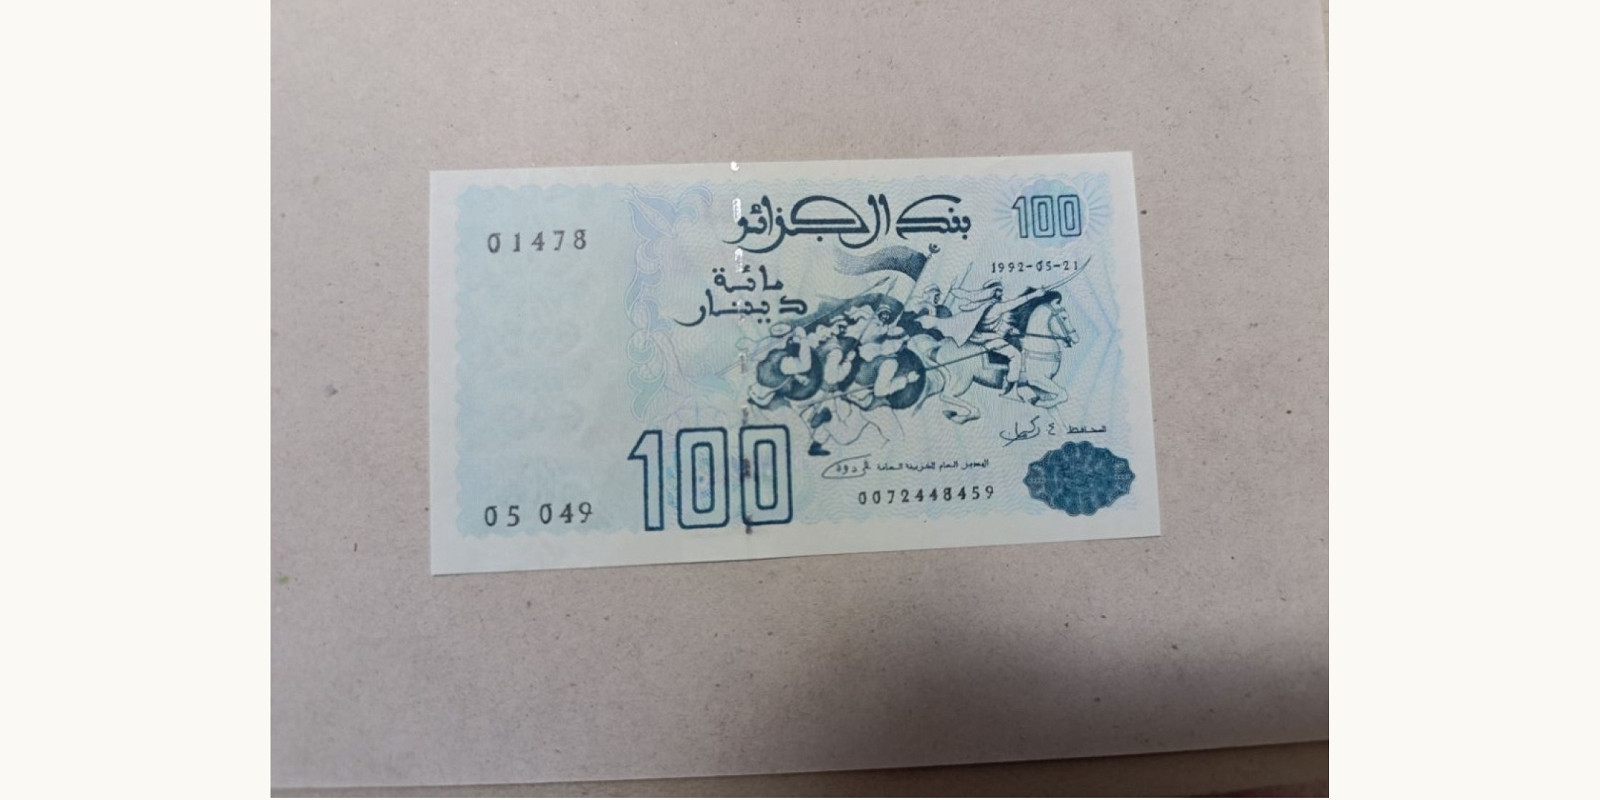 بنك الجزائر
100
01478
1992-05-21
مائة
دينار
المحافظ
100
المدير العام للخزينة العامة
0072448459
05 049